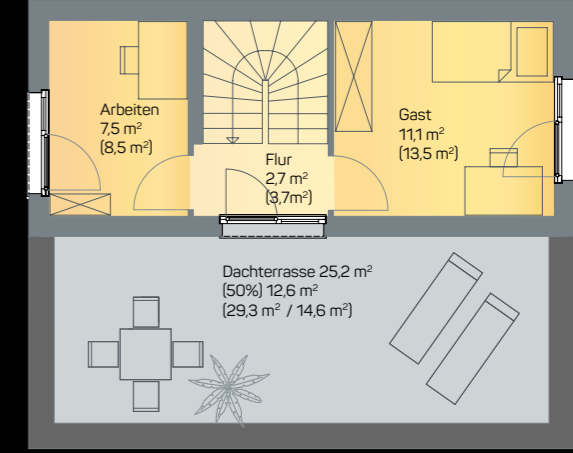 Arbeiten
7,5 m²
(8,5 m²)
Flur
2,7 m²
(3,7m²)
Gast
11,1 m²
(13,5 m²)
Dachterrasse 25,2 m²
(50%) 12,6 m²
(29,3 m² / 14,6 m²)